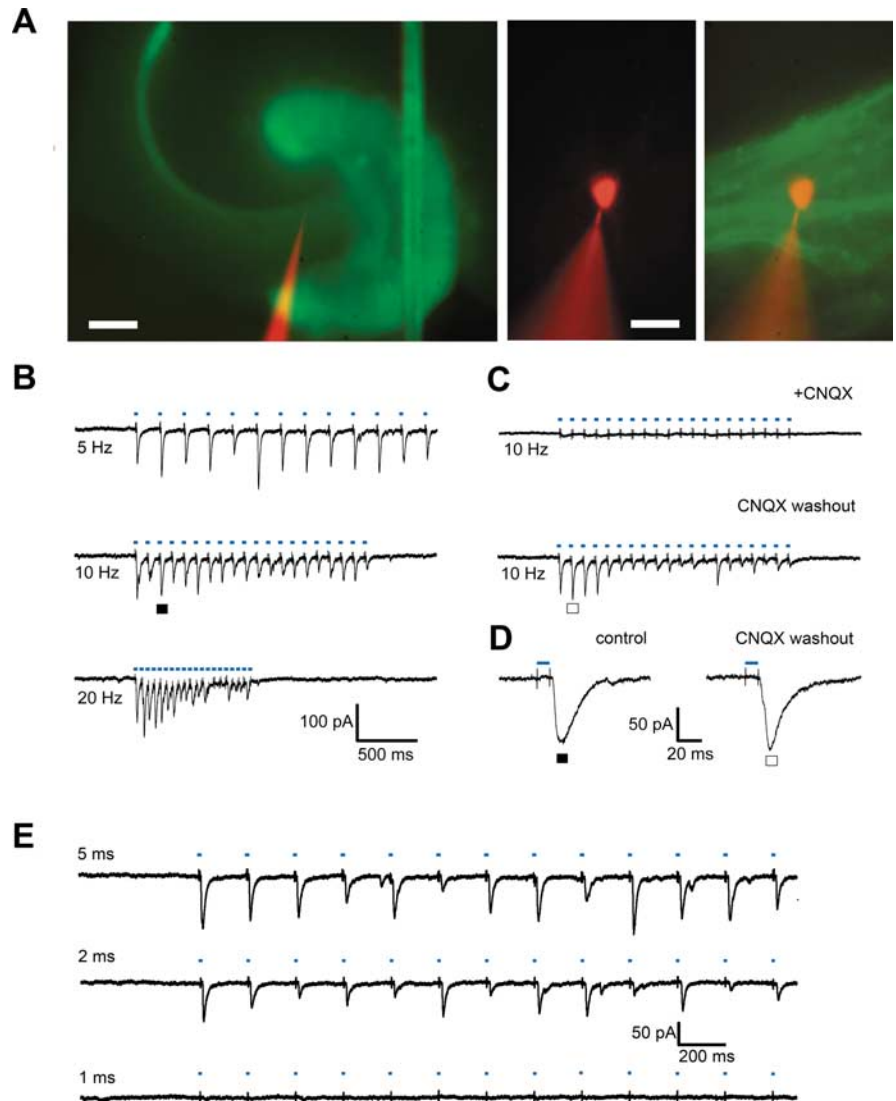 A
B
5 Hz
10 Hz
20 Hz
100 pA
500 ms
C
+CNQX
10 Hz
CNQX washout
10 Hz
D
control
CNQX washout
50 pA
20 ms
E
5 ms
2 ms
50 pA
200 ms
1 ms